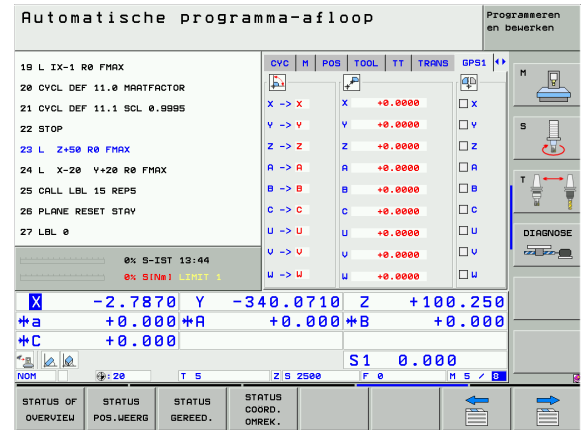 Automatische programma-afloop
Programmeren
en bewerken
19 L IX-1 R0 FMAX
20 CYCL DEF 11.0 MAATFACTOR
21 CYCL DEF 11.1 SCL 0.9995
22 STOP
23 L Z+50 R0 FMAX
24 L X-20 Y+20 R0 FMAX
25 CALL LBL 15 REP5
26 PLANE RESET STAY
27 LBL 0
0% S-IST 13:44
0% S[Nm] LIMIT 1
CYC M POS TOOL TT TRANS GPS1
X -> X X +0.0000 X
Y -> Y Y +0.0000 Y
Z -> Z Z +0.0000 Z
A -> A A +0.0000 A
B -> B B +0.0000 B
C -> C C +0.0000 C
U -> U U +0.0000 U
V -> V V +0.0000 V
W -> W W +0.0000 W
M
S
T
DIAGNOSE
X -2.7870 Y -340.0710 Z +100.250
a +0.000 A +0.000 B +0.000
C +0.000
S1 0.000
NOM : 20 T 5 Z S 2500 F 0 M 5 / 8
STATUS OF
OVERVIEW
STATUS
POS.WEERG
STATUS
GEREED.
STATUS
COORD.
OMREK.